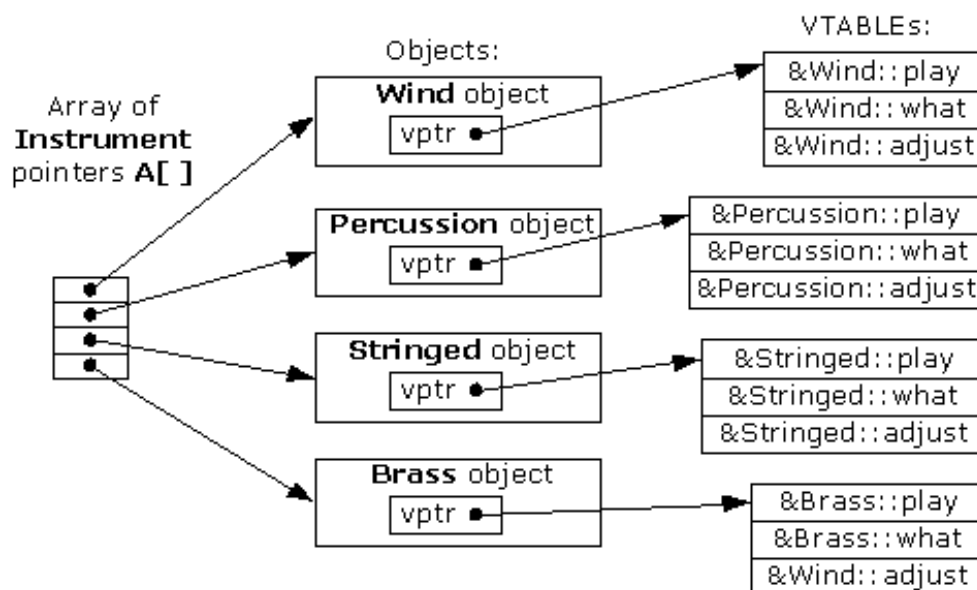 Array of
Instrument
pointers A[ ]
Objects:
Wind object
vptr
Percussion object
vptr
Stringed object
vptr
Brass object
vptr
VTABLEs:
&Wind::play
&Wind::what
&Wind::adjust
&Percussion::play
&Percussion::what
&Percussion::adjust
&Stringed::play
&Stringed::what
&Stringed::adjust
&Brass::play
&Brass::what
&Wind::adjust